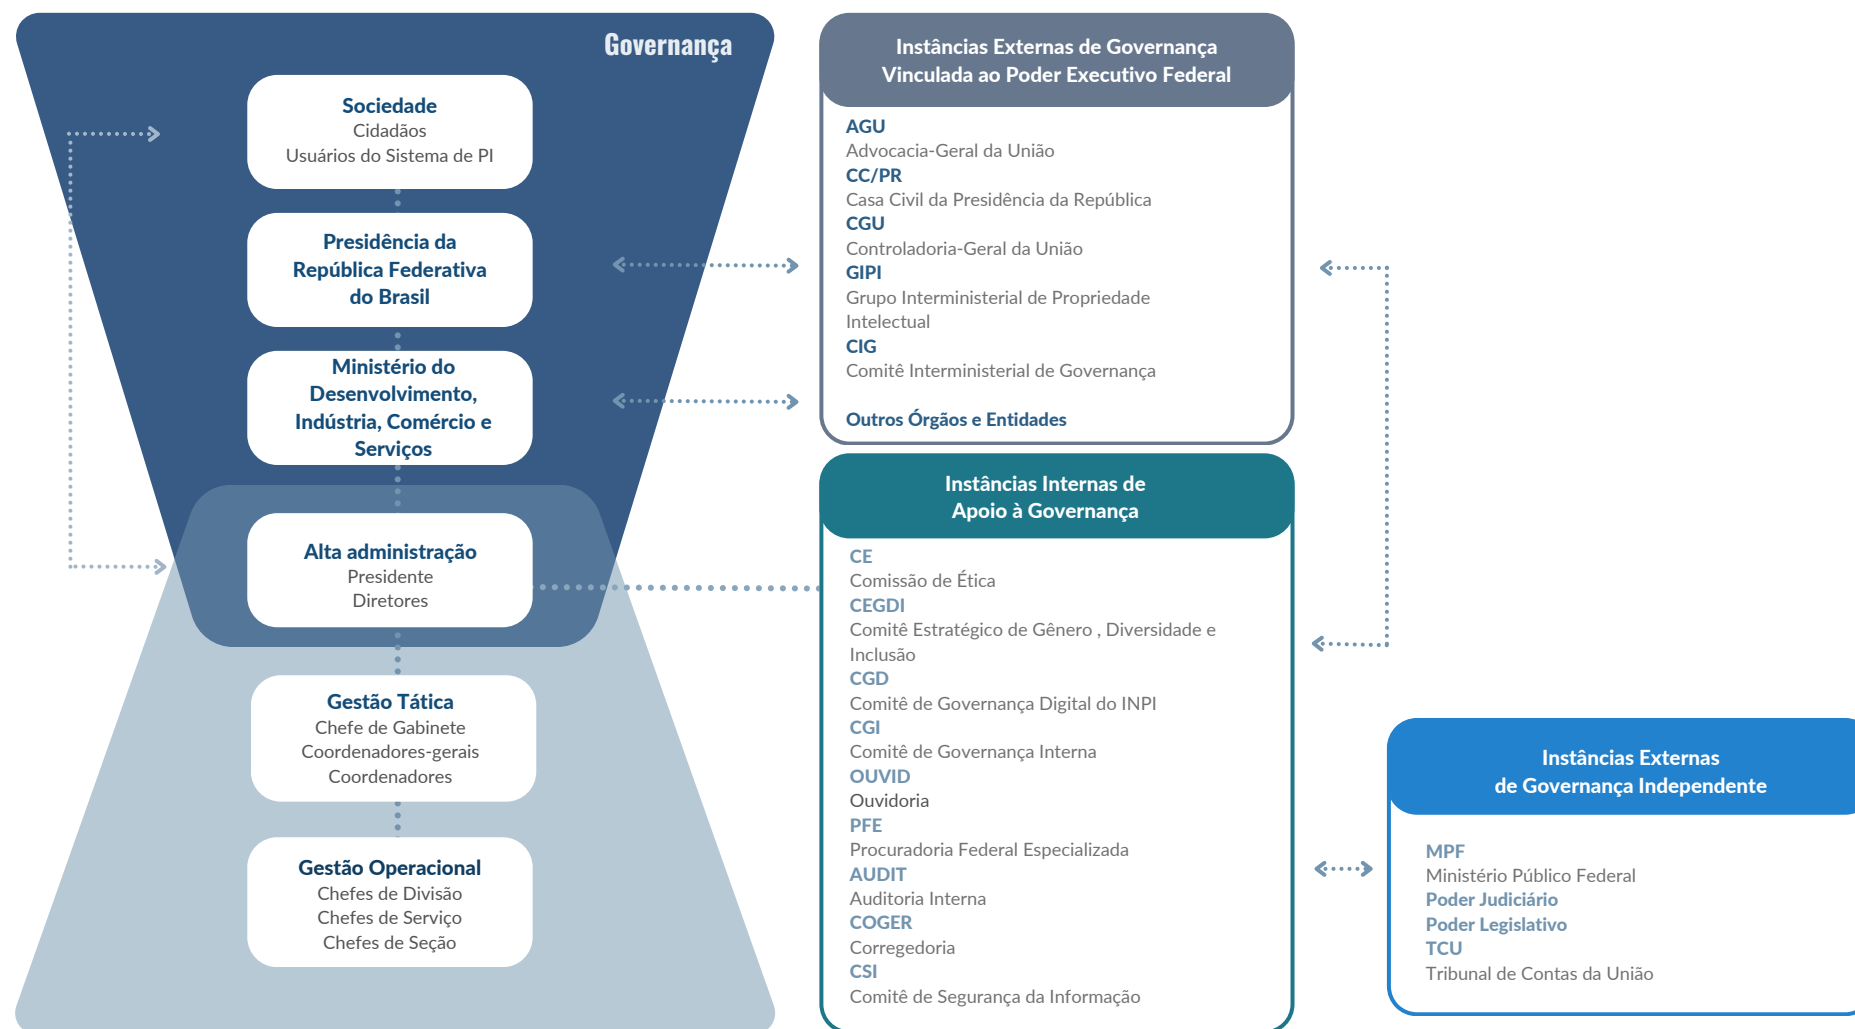 Governança
Sociedade
Cidadãos
Usuários do Sistema de PI
Presidência da
República Federativa
do Brasil
Ministério do
Desenvolvimento,
Indústria, Comércio e
Serviços
Alta administração
Presidente
Diretores
Gestão Tática
Chefe de Gabinete
Coordenadores-gerais
Coordenadores
Gestão Operacional
Chefes de Divisão
Chefes de Serviço
Chefes de Seção
Instâncias Externas de Governança
Vinculada ao Poder Executivo Federal
AGU
Advocacia-Geral da União
CC/PR
Casa Civil da Presidência da República
CGU
Controladoria-Geral da União
GIPI
Grupo Interministerial de Propriedade
Intelectual
CIG
Comitê Interministerial de Governança
Outros Órgãos e Entidades
Instâncias Internas de
Apoio à Governança
CE
Comissão de Ética
CEGDI
Comitê Estratégico de Gênero , Diversidade e
Inclusão
CGD
Comitê de Governança Digital do INPI
CGI
Comitê de Governança Interna
OUVID
Ouvidoria
PFE
Procuradoria Federal Especializada
AUDIT
Auditoria Interna
COGER
Corregedoria
CSI
Comitê de Segurança da Informação
Instâncias Externas
de Governança Independente
MPF
Ministério Público Federal
Poder Judiciário
Poder Legislativo
TCU
Tribunal de Contas da União